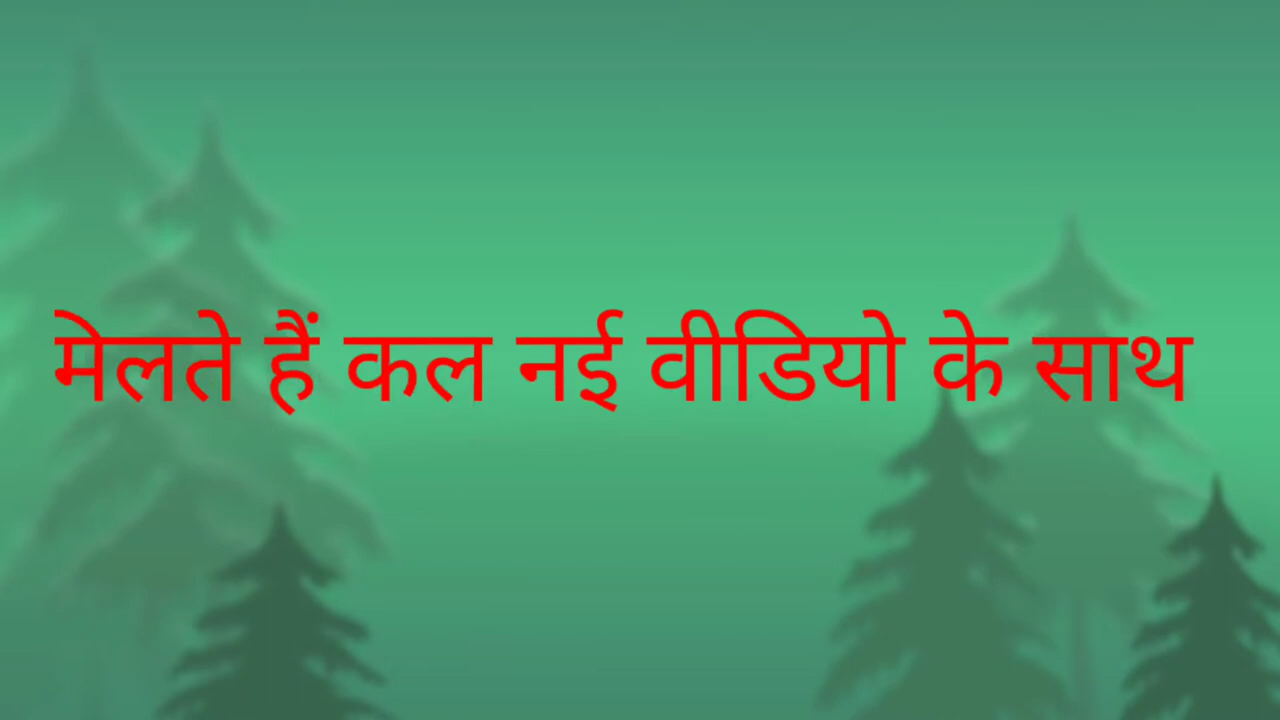 मेलते हैं कल नई वीडियो के साथ